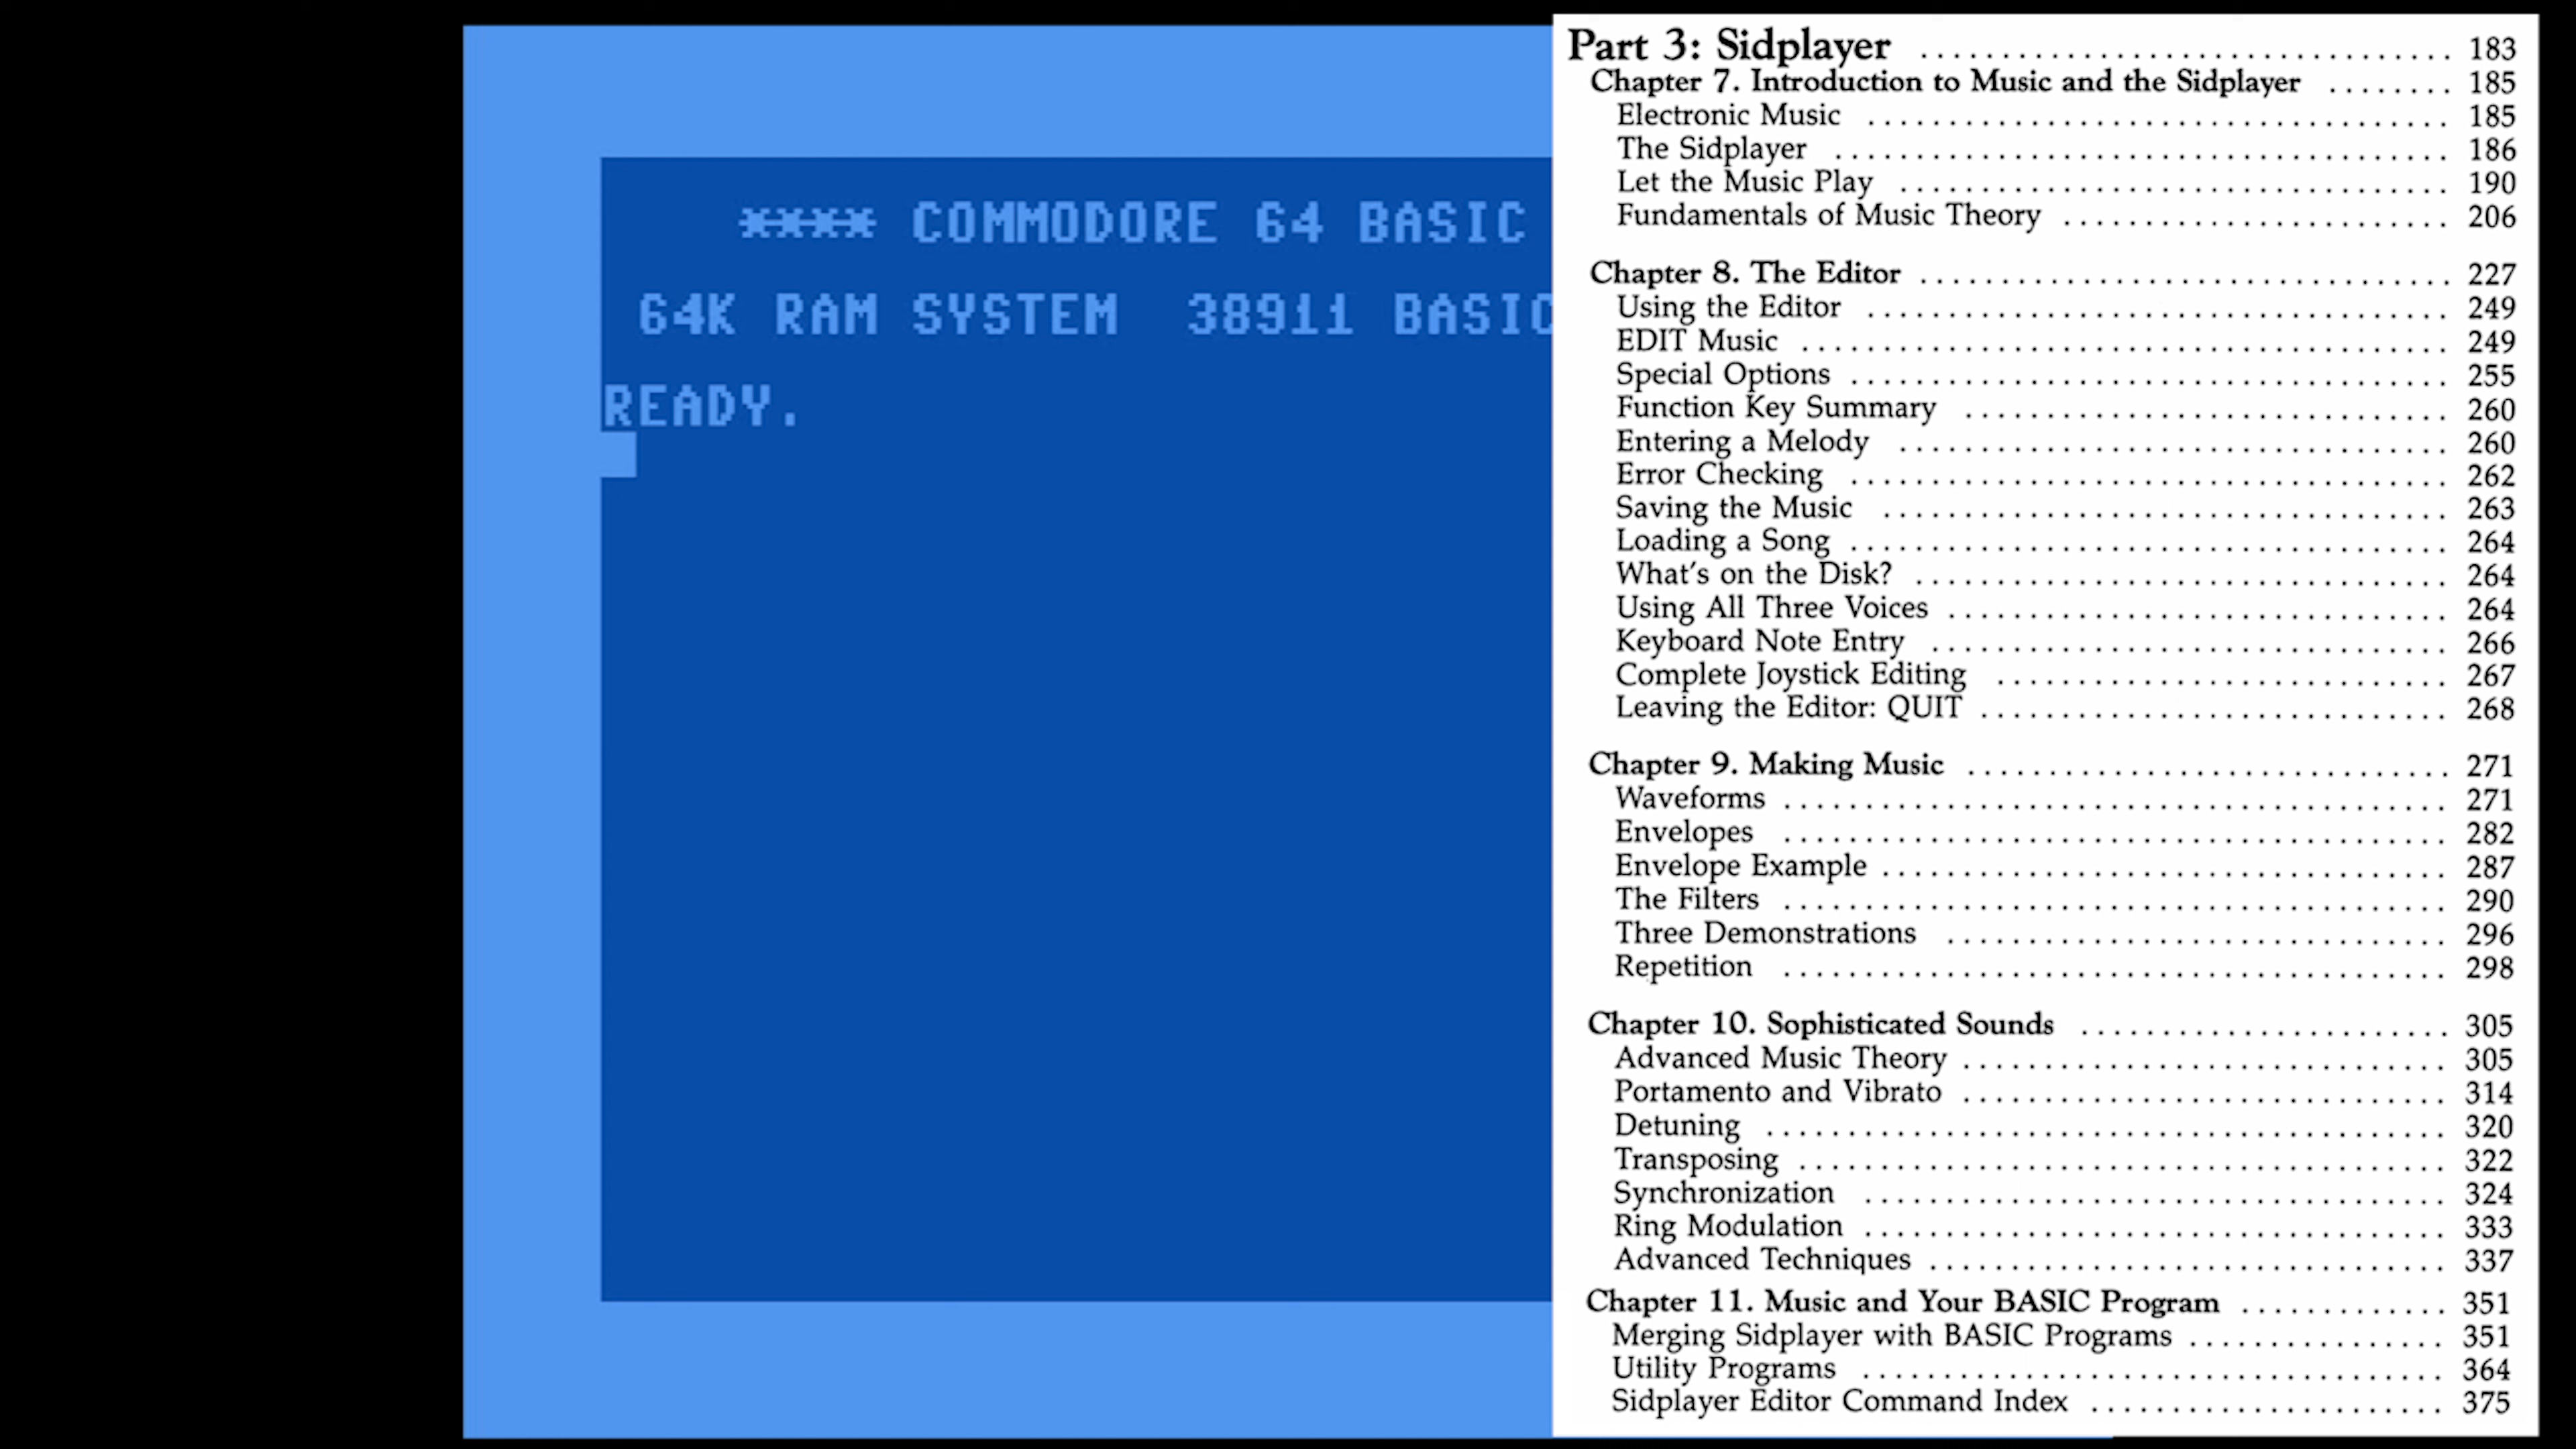 **** COMMODORE 64 BASIC
64K RAM SYSTEM  38911 BASIC
READY.
Part 3: Sidplayer ................................. 183
Chapter 7. Introduction to Music and the Sidplayer ........ 185
Electronic Music .................................... 185
The Sidplayer ...................................... 186
Let the Music Play .................................. 190
Fundamentals of Music Theory ........................ 206
Chapter 8. The Editor ................................. 227
Using the Editor .................................... 249
EDIT Music ........................................ 249
Special Options ..................................... 255
Function Key Summary .............................. 260
Entering a Melody .................................. 260
Error Checking ..................................... 262
Saving the Music ................................... 263
Loading a Song ..................................... 264
What's on the Disk? ................................. 264
Using All Three Voices ............................... 264
Keyboard Note Entry ................................ 266
Complete Joystick Editing ............................ 267
Leaving the Editor: QUIT ............................. 268
Chapter 9. Making Music .............................. 271
Waveforms ......................................... 271
Envelopes ......................................... 282
Envelope Example ................................... 287
The Filters ......................................... 290
Three Demonstrations ............................... 296
Repetition ......................................... 298
Chapter 10. Sophisticated Sounds ....................... 305
Advanced Music Theory .............................. 305
Portamento and Vibrato .............................. 314
Detuning .......................................... 320
Transposing ........................................ 322
Synchronization .................................... 324
Ring Modulation .................................... 333
Advanced Techniques ................................ 337
Chapter 11. Music and Your BASIC Program ............. 351
Merging Sidplayer with BASIC Programs ................ 351
Utility Programs .................................... 364
Sidplayer Editor Command Index ...................... 375